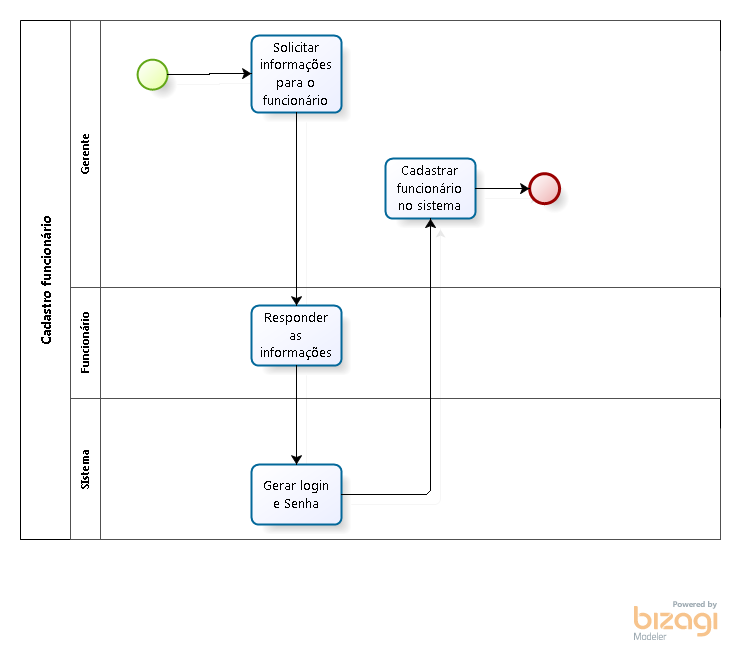 Cadastro funcionário
Gerente
Solicitar
informações
para o
funcionário
Cadastrar
funcionário
no sistema
Funcionário
Responder
as
informações
SIstema
Gerar login
e Senha
Powered by
bizagi
Modeler